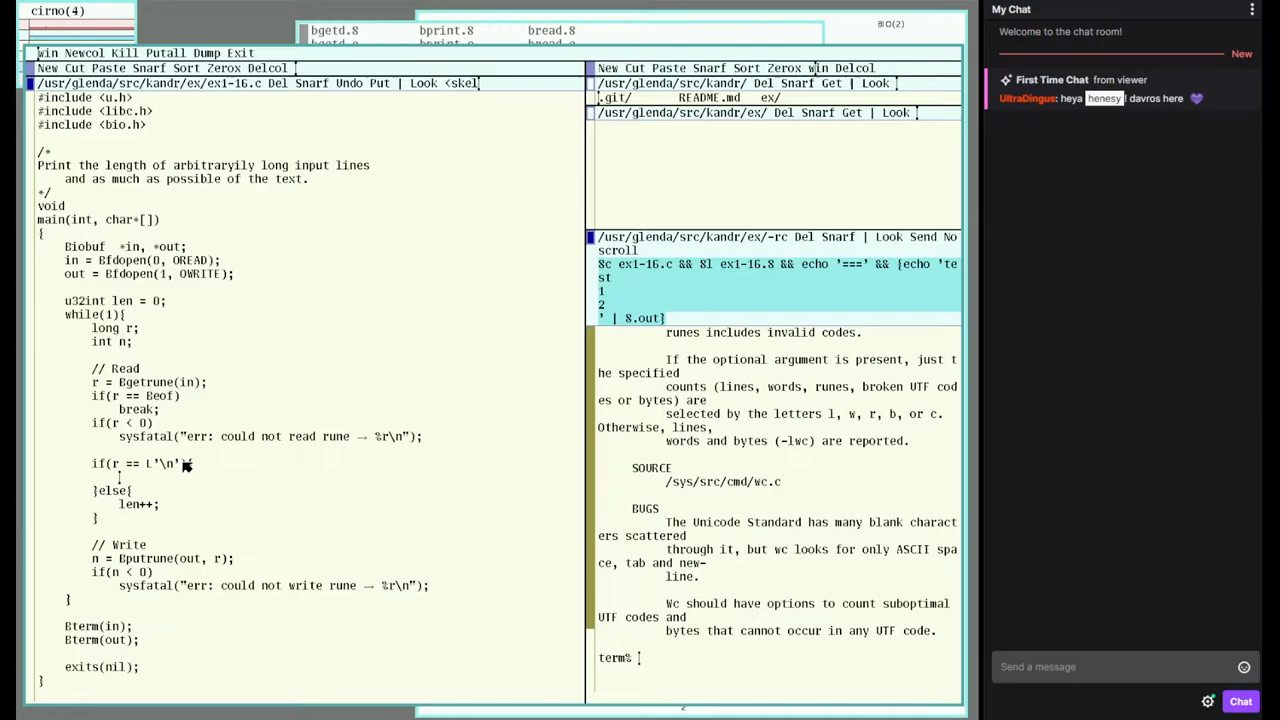 cirno(4)
bgetd.8 bprint.8 bread.8
BIO(2)
win Newcol Kill Putall Dump Exit
New Cut Paste Snarf Sort Zerox Delcol
/usr/glenda/src/kandr/ex/ex1-16.c Del Snarf Undo Put | Look <skel
#include <u.h>
#include <libc.h>
#include <bio.h>
/*
Print the length of arbitraryily long input lines
and as much as possible of the text.
*/
void
main(int, char*[])
{
Biobuf *in, *out;
in = Bfdopen(0, OREAD);
out = Bfdopen(1, OWRITE);
u32int len = 0;
while(1){
long r;
int n;
// Read
r = Bgetrune(in);
if(r == Beof)
break;
if(r < 0)
sysfatal("err: could not read rune → %r\n");
if(r == L'\n'){
}else{
len++;
}
// Write
n = Bputrune(out, r);
if(n < 0)
sysfatal("err: could not write rune → %r\n");
}
Bterm(in);
Bterm(out);
exits(nil);
}
New Cut Paste Snarf Sort Zerox win Delcol
/usr/glenda/src/kandr/ Del Snarf Get | Look
.git/ README.md ex/
/usr/glenda/src/kandr/ex/ Del Snarf Get | Look
/usr/glenda/src/kandr/ex/-rc Del Snarf | Look Send No
scroll
8c ex1-16.c && 8l ex1-16.8 && echo '===' && {echo 'te
st
1
2
' | 8.out}
runes includes invalid codes.
If the optional argument is present, just t
he specified
counts (lines, words, runes, broken UTF cod
es or bytes) are
selected by the letters l, w, r, b, or c.
Otherwise, lines,
words and bytes (-lwc) are reported.
SOURCE
/sys/src/cmd/wc.c
BUGS
The Unicode Standard has many blank charact
ers scattered
through it, but wc looks for only ASCII spa
ce, tab and new-
line.
Wc should have options to count suboptimal
UTF codes and
bytes that cannot occur in any UTF code.
term%
2
My Chat
Welcome to the chat room!
New
First Time Chat from viewer
UltraDingus: heya henesy! davros here
Send a message
Chat